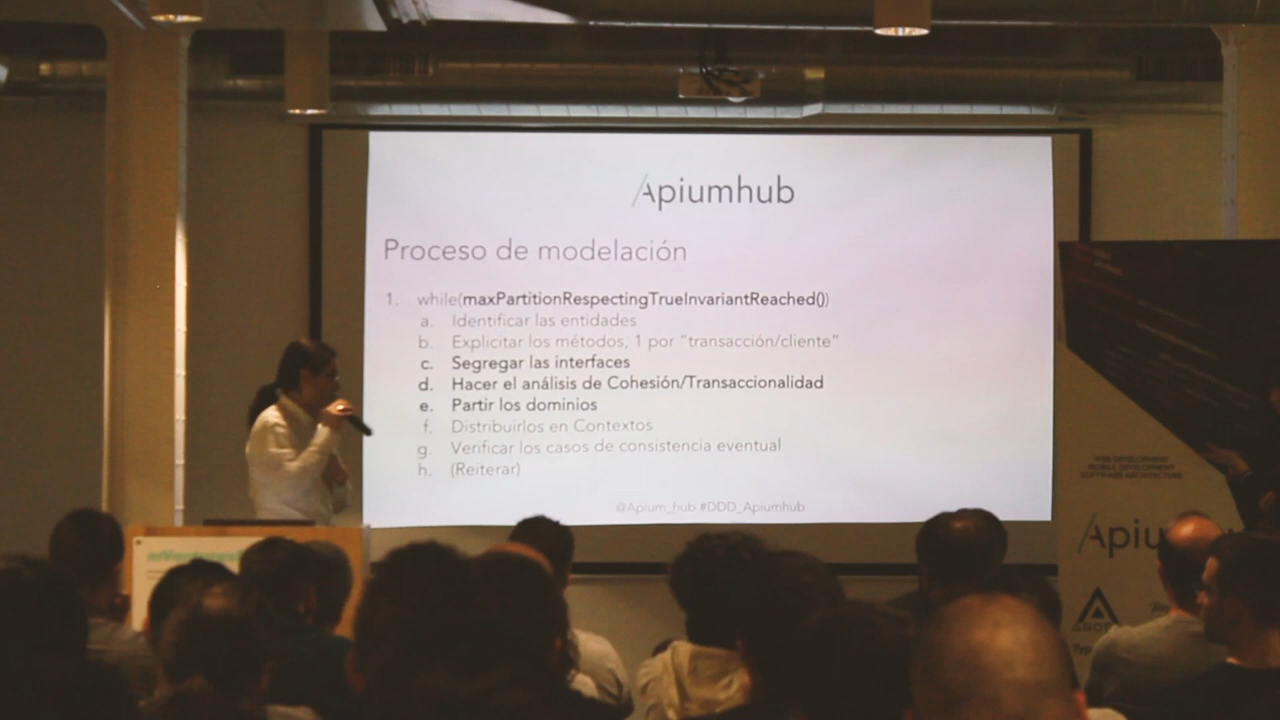 Apiumhub
Proceso de modelación
1. while(maxPartitionRespectingTrueInvariantReached())
a. Identificar las entidades
b. Explicitar los métodos, 1 por "transacción/cliente"
c. Segregar las interfaces
d. Hacer el análisis de Cohesión/Transaccionalidad
e. Partir los dominios
f. Distribuirlos en Contextos
g. Verificar los casos de consistencia eventual
h. (Reiterar)
@Apium_hub #DDD_Apiumhub
WEB DEVELOPMENT
MOBILE DEVELOPMENT
SOFTWARE ARCHITECTURE
Apiu